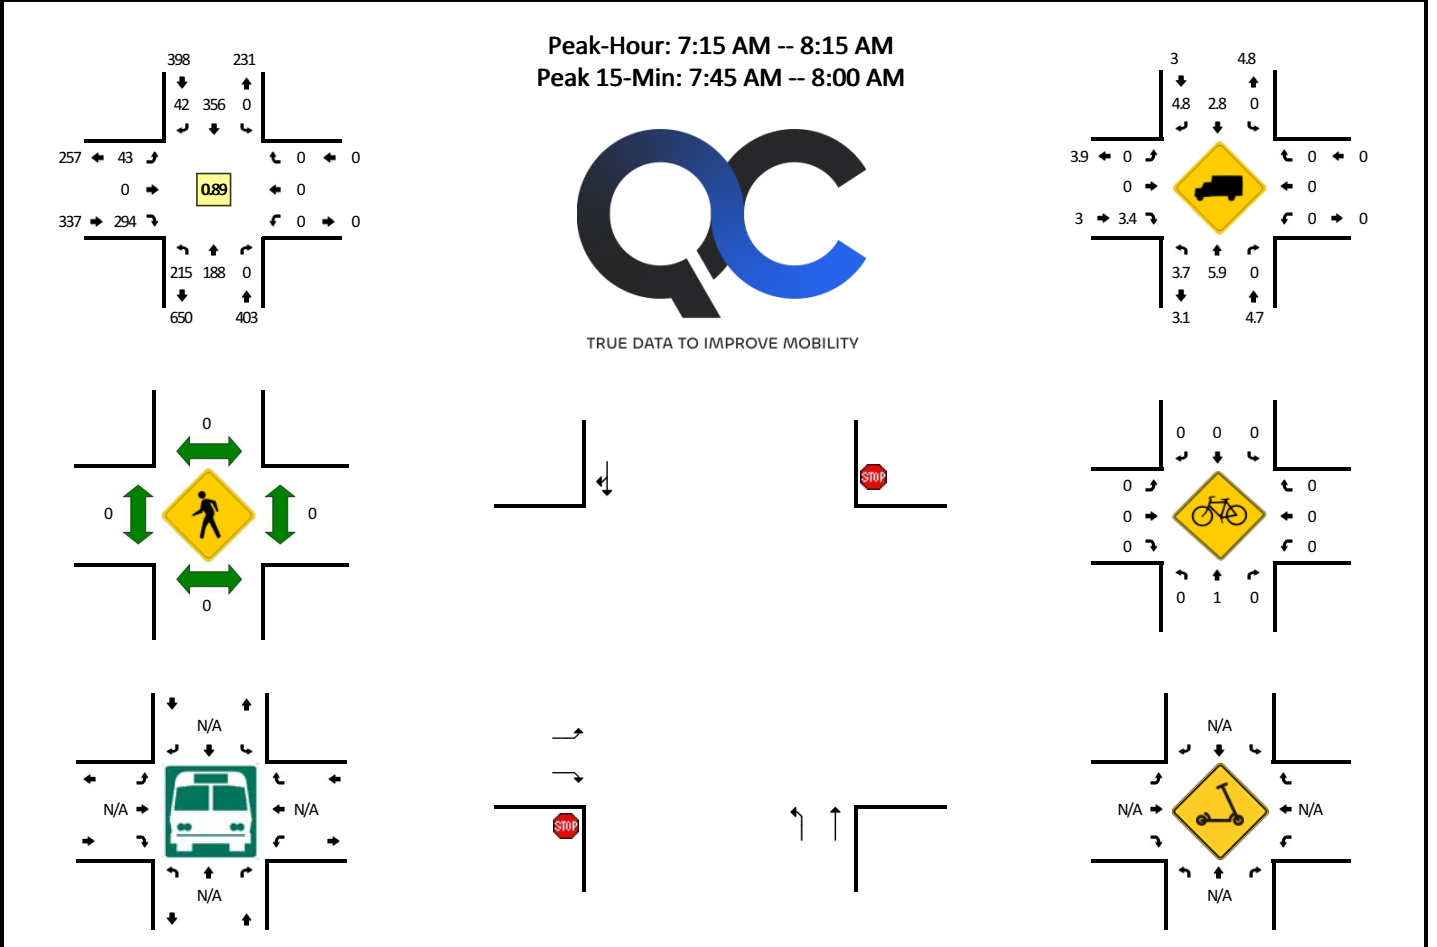 Peak-Hour: 7:15 AM -- 8:15 AM
Peak 15-Min: 7:45 AM -- 8:00 AM
398 231
42 356 0
257 43 0 0
0 0.89 0
337 294 0 0
215 188 0
650 403
TRUE DATA TO IMPROVE MOBILITY
3 4.8
4.8 2.8 0
3.9 0 0 0
0 0
3 3.4 0 0
3.7 5.9 0
3.1 4.7
0
0 0
0
STOP
STOP
0 0 0
0 0
0 0
0 0
0 1 0
N/A
N/A N/A
N/A
N/A
N/A N/A
N/A